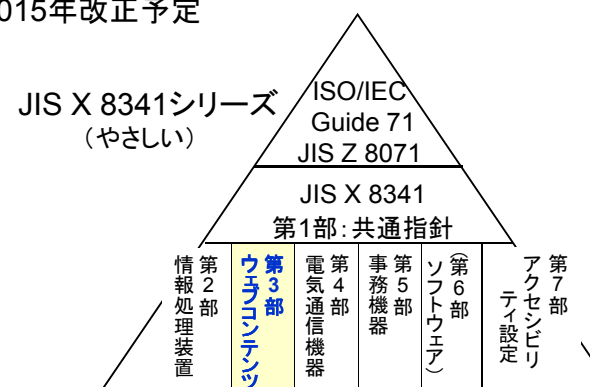 015年改正予定
JIS X 8341シリーズ
（やさしい）
ISO/IEC
Guide 71
JIS Z 8071
JIS X 8341
第1部：共通指針
第2部
情報処理装置
第3部
ウェブコンテンツ
第4部
電気通信機器
第5部
事務機器
（第6部
ソフトウェア）
第7部
アクセシビリ
ティ設定